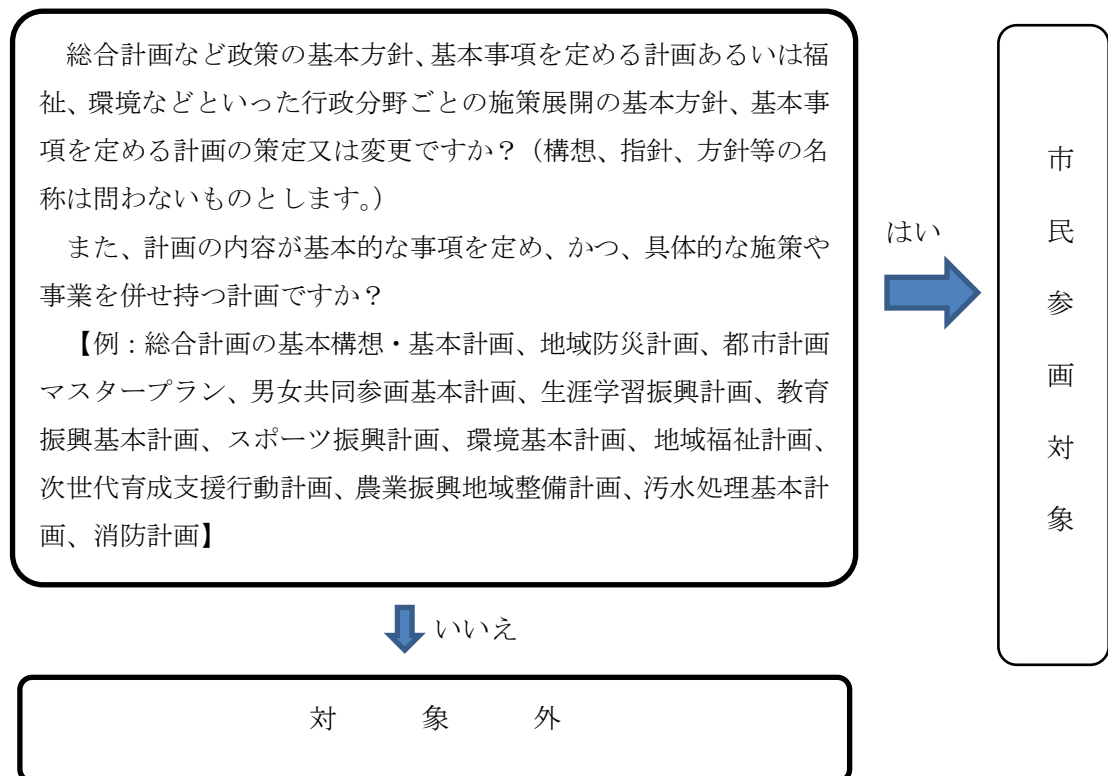 総合計画など政策の基本方針、基本事項を定める計画あるいは福
祉、環境などといった行政分野ごとの施策展開の基本方針、基本事
項を定める計画の策定又は変更ですか？（構想、指針、方針等の名
称は問わないものとします。）
また、計画の内容が基本的な事項を定め、かつ、具体的な施策や
事業を併せ持つ計画ですか？
【例：総合計画の基本構想・基本計画、地域防災計画、都市計画
マスタープラン、男女共同参画基本計画、生涯学習振興計画、教育
振興基本計画、スポーツ振興計画、環境基本計画、地域福祉計画、
次世代育成支援行動計画、農業振興地域整備計画、汚水処理基本計
画、消防計画】
はい
市民参画対象
いいえ
対象外